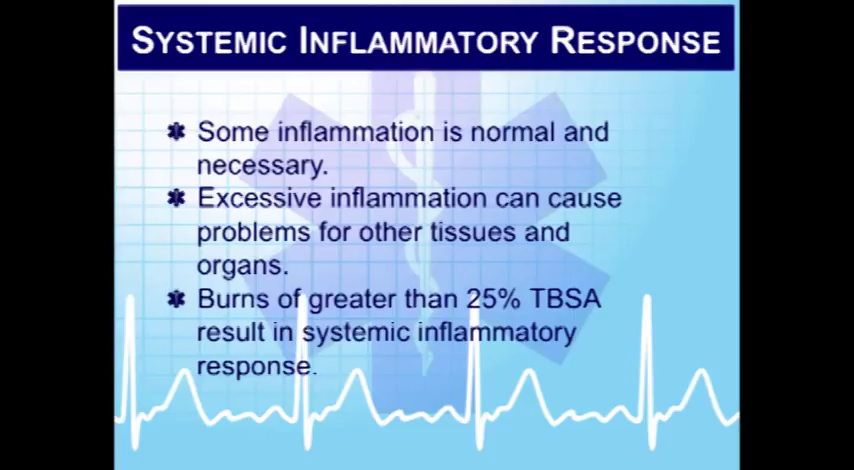 SYSTEMIC INFLAMMATORY RESPONSE
✱ Some inflammation is normal and
necessary.
✱ Excessive inflammation can cause
problems for other tissues and
organs.
✱ Burns of greater than 25% TBSA
result in systemic inflammatory
response.